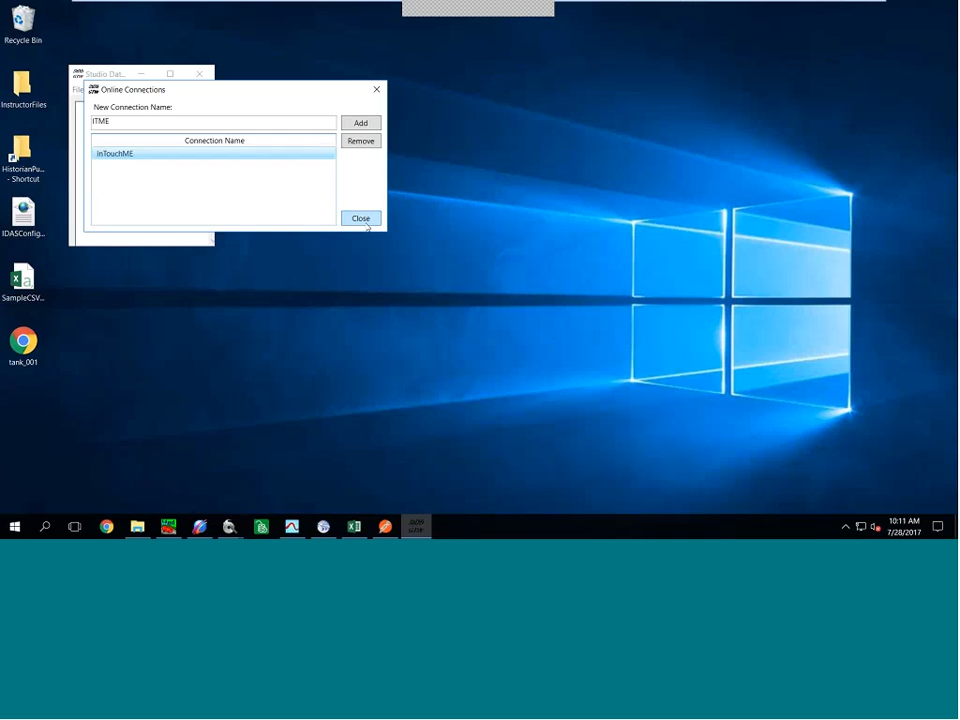 Recycle Bin
InstructorFiles
HistorianPu...
- Shortcut
IDASConfig...
SampleCSV...
tank_001
Studio Dat...
File
Online Connections
New Connection Name:
ITME
Add
Connection Name
Remove
InTouchME
Close
10:11 AM
7/28/2017